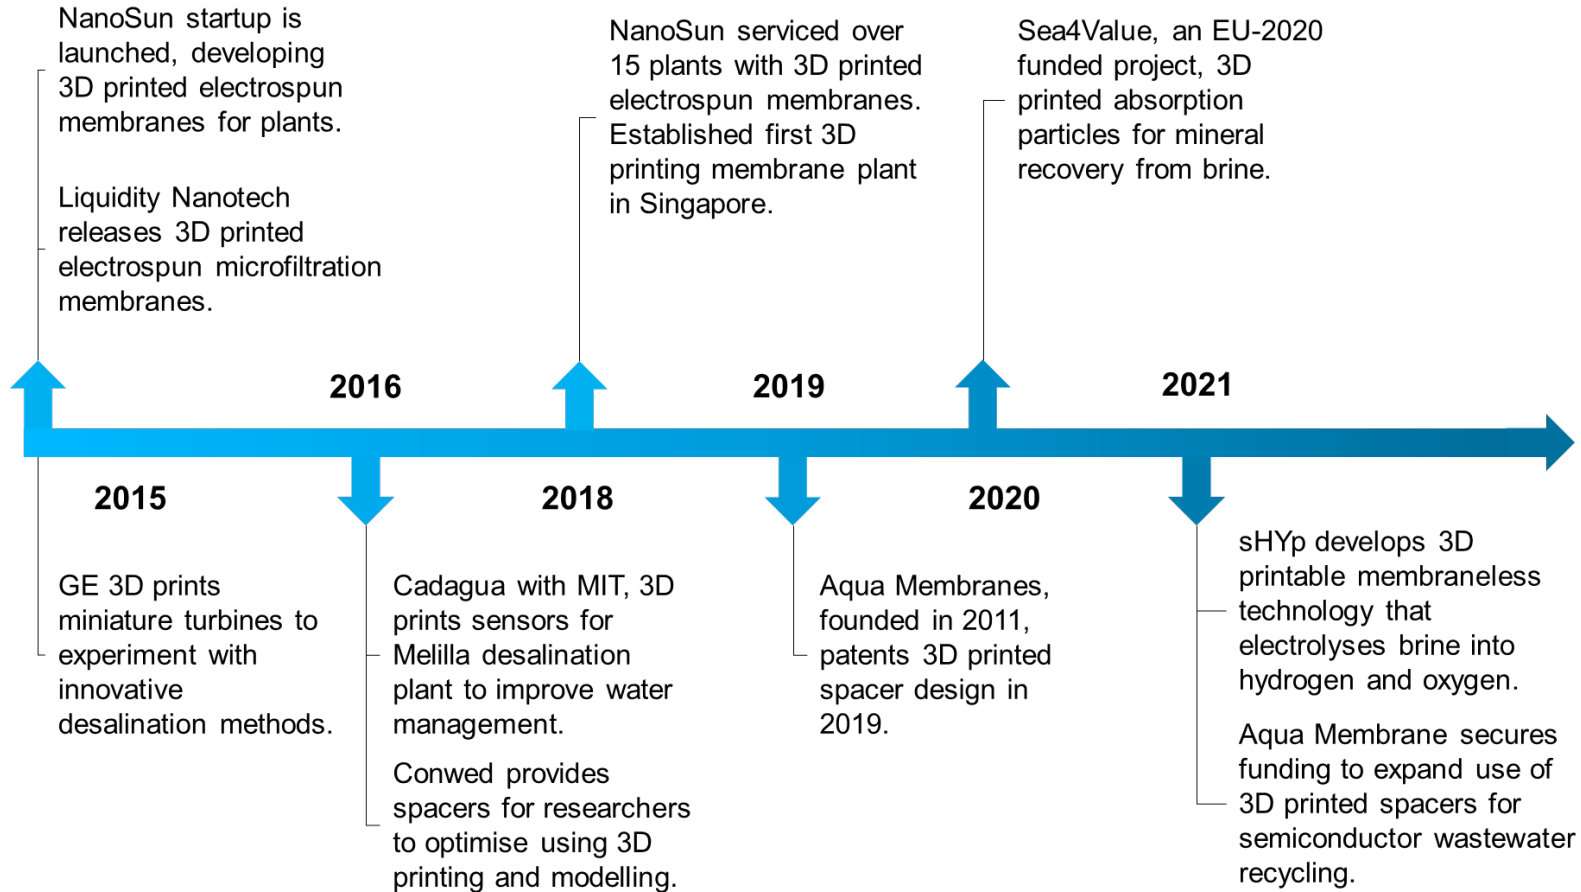 NanoSun startup is
launched, developing
3D printed electrospun
membranes for plants.
Liquidity Nanotech
releases 3D printed
electrospun microfiltration
membranes.
NanoSun serviced over
15 plants with 3D printed
electrospun membranes.
Established first 3D
printing membrane plant
in Singapore.
Sea4Value, an EU-2020
funded project, 3D
printed absorption
particles for mineral
recovery from brine.
2016
2019
2021
2015
2018
2020
GE 3D prints
miniature turbines to
experiment with
innovative
desalination methods.
Cadagua with MIT, 3D
prints sensors for
Melilla desalination
plant to improve water
management.
Conwed provides
spacers for researchers
to optimise using 3D
printing and modelling.
Aqua Membranes,
founded in 2011,
patents 3D printed
spacer design in
2019.
sHYp develops 3D
printable membraneless
technology that
electrolyses brine into
hydrogen and oxygen.
Aqua Membrane secures
funding to expand use of
3D printed spacers for
semiconductor wastewater
recycling.